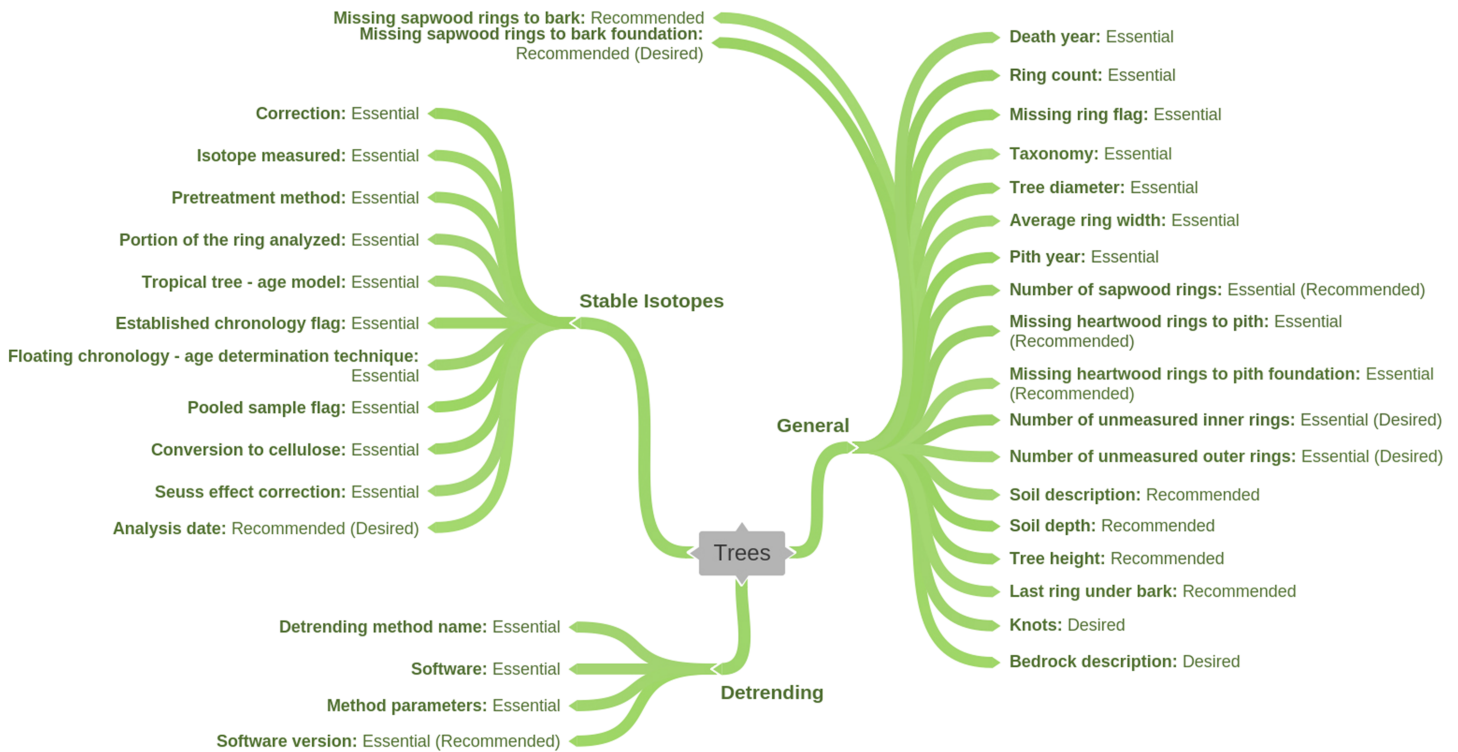 Missing sapwood rings to bark: Recommended
Missing sapwood rings to bark foundation:
Recommended (Desired)
Correction: Essential
Isotope measured: Essential
Pretreatment method: Essential
Portion of the ring analyzed: Essential
Tropical tree - age model: Essential
Established chronology flag: Essential
Floating chronology - age determination technique:
Essential
Pooled sample flag: Essential
Conversion to cellulose: Essential
Seuss effect correction: Essential
Analysis date: Recommended (Desired)
Stable Isotopes
Trees
General
Death year: Essential
Ring count: Essential
Missing ring flag: Essential
Taxonomy: Essential
Tree diameter: Essential
Average ring width: Essential
Pith year: Essential
Number of sapwood rings: Essential (Recommended)
Missing heartwood rings to pith: Essential
(Recommended)
Missing heartwood rings to pith foundation: Essential
(Recommended)
Number of unmeasured inner rings: Essential (Desired)
Number of unmeasured outer rings: Essential (Desired)
Soil description: Recommended
Soil depth: Recommended
Tree height: Recommended
Last ring under bark: Recommended
Knots: Desired
Bedrock description: Desired
Detrending method name: Essential
Software: Essential
Method parameters: Essential
Software version: Essential (Recommended)
Detrending